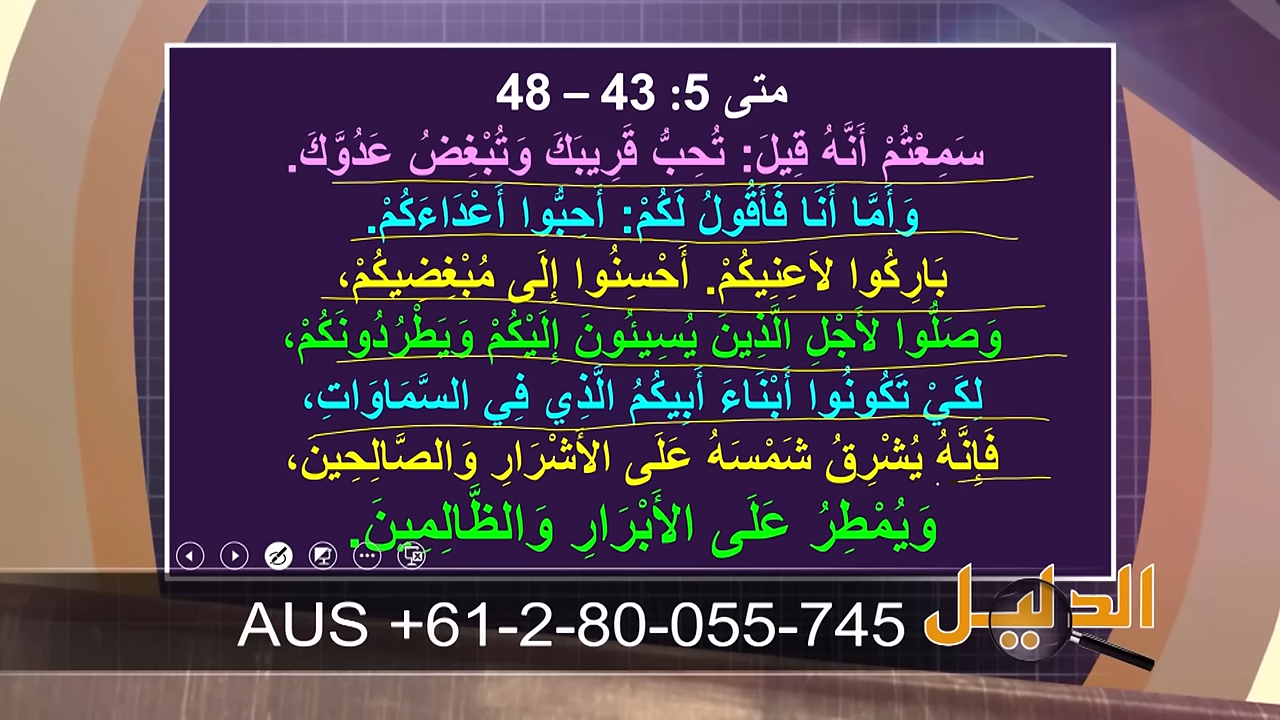 متى 5: 43 – 48
سَمِعْتُمْ أَنَّهُ قِيلَ: تُحِبُّ قَرِيبَكَ وَتُبْغِضُ عَدُوَّكَ.
وَأَمَّا أَنَا فَأَقُولُ لَكُمْ: أَحِبُّوا أَعْدَاءَكُمْ.
بَارِكُوا لاَعِنِيكُمْ. أَحْسِنُوا إِلَى مُبْغِضِيكُمْ،
وَصَلُّوا لأَجْلِ الَّذِينَ يُسِيئُونَ إِلَيْكُمْ وَيَطْرُدُونَكُمْ،
لِكَيْ تَكُونُوا أَبْنَاءَ أَبِيكُمُ الَّذِي فِي السَّمَاوَاتِ،
فَإِنَّهُ يُشْرِقُ شَمْسَهُ عَلَى الأَشْرَارِ وَالصَّالِحِينَ،
وَيُمْطِرُ عَلَى الأَبْرَارِ وَالظَّالِمِينَ.
AUS +61-2-80-055-745
الدليل